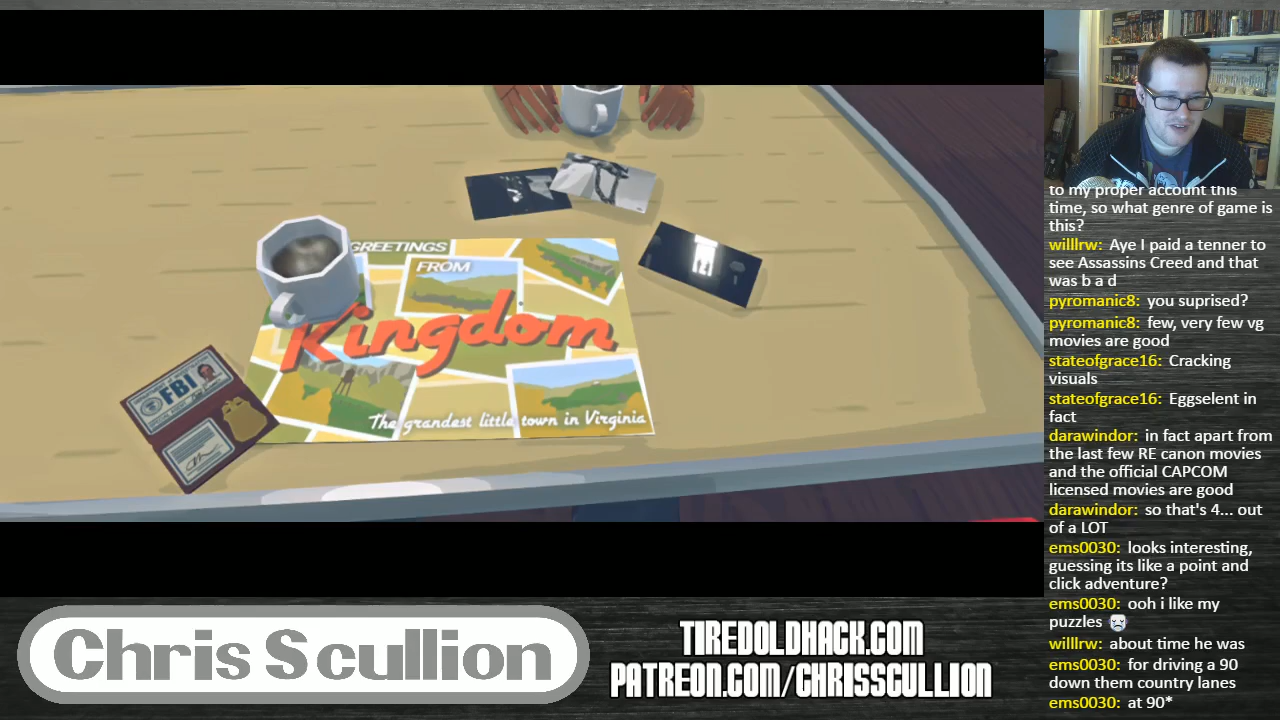 GREETINGS
FROM
Kingdom
The grandest little town in Virginia
FBI
to my proper account this
time, so what genre of game is
this?
willlrw: Aye I paid a tenner to
see Assassins Creed and that
was b a d
pyromanic8: you suprised?
pyromanic8: few, very few vg
movies are good
stateofgrace16: Cracking
visuals
stateofgrace16: Eggselent in
fact
darawindor: in fact apart from
the last few RE canon movies
and the official CAPCOM
licensed movies are good
darawindor: so that's 4... out
of a LOT
ems0030: looks interesting,
guessing its like a point and
click adventure?
ems0030: ooh i like my
puzzles
willlrw: about time he was
ems0030: for driving a 90
down them country lanes
ems0030: at 90*
Chris Scullion
TIREDOLDHACK.COM
PATREON.COM/CHRISSCULLION